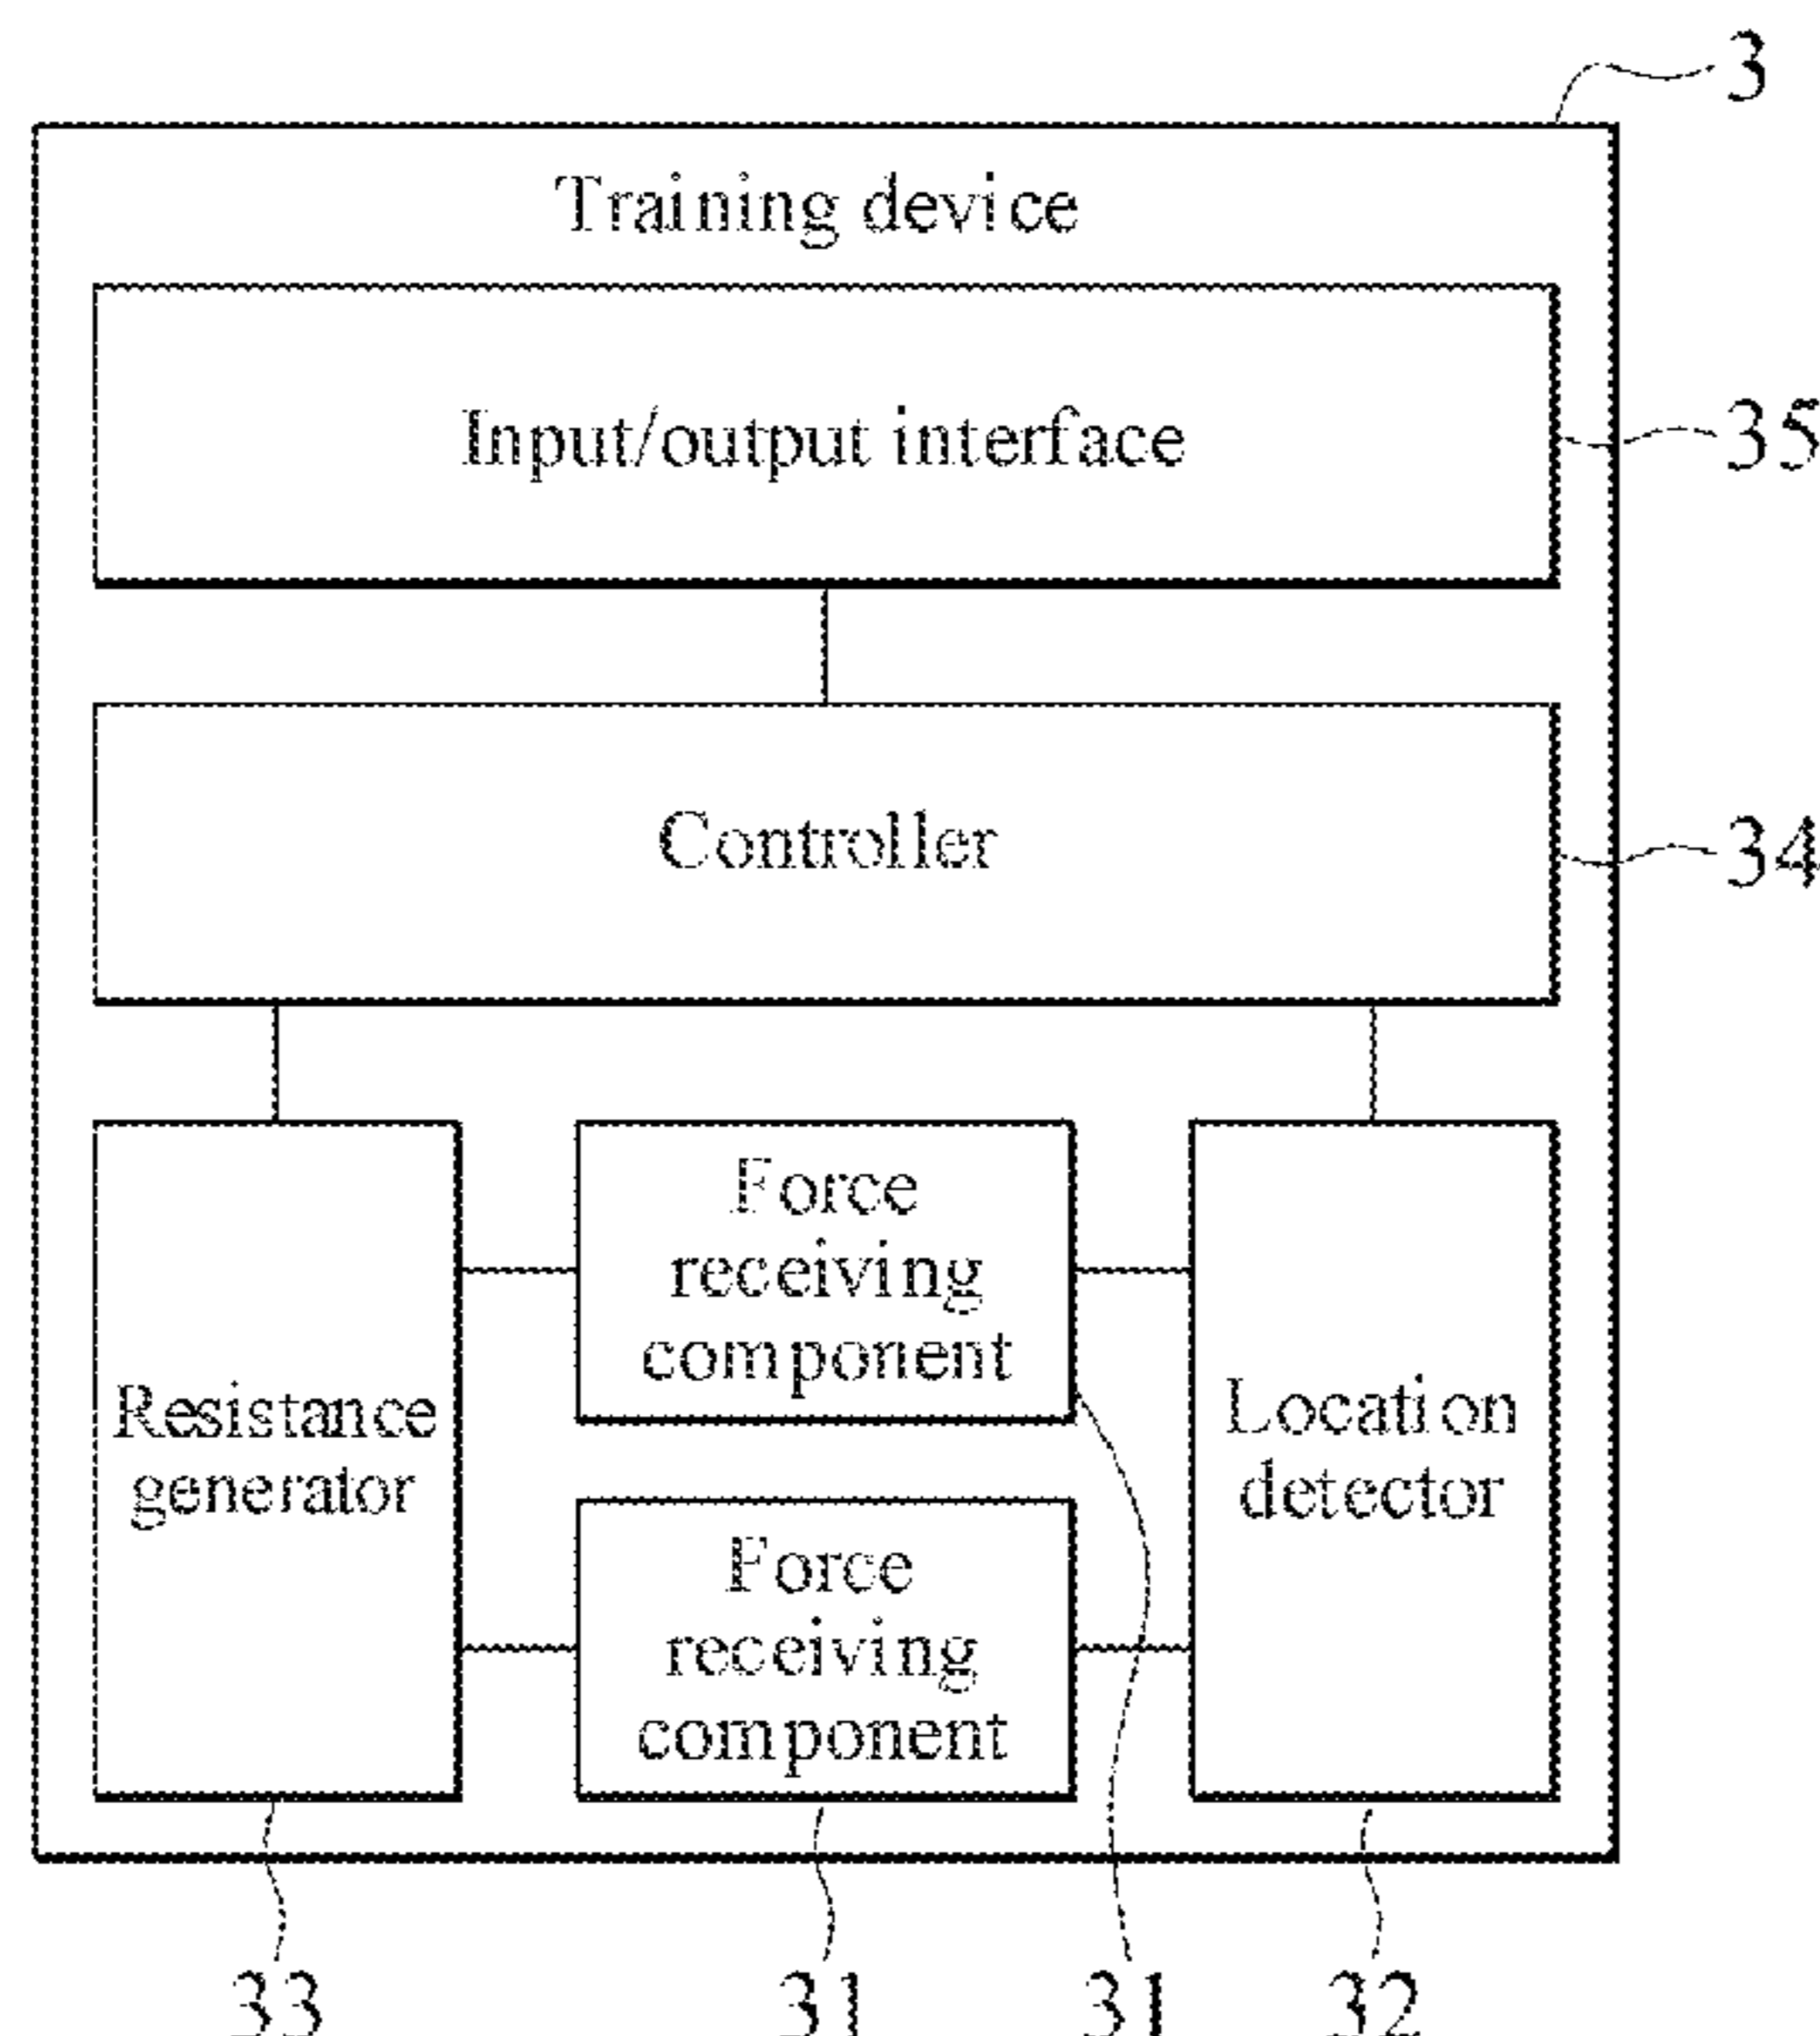 3
Training device
Input/output interface
35
Controller
34
Force
receiving
component
Resistance
generator
Location
detector
Force
receiving
component
33
31
31
32